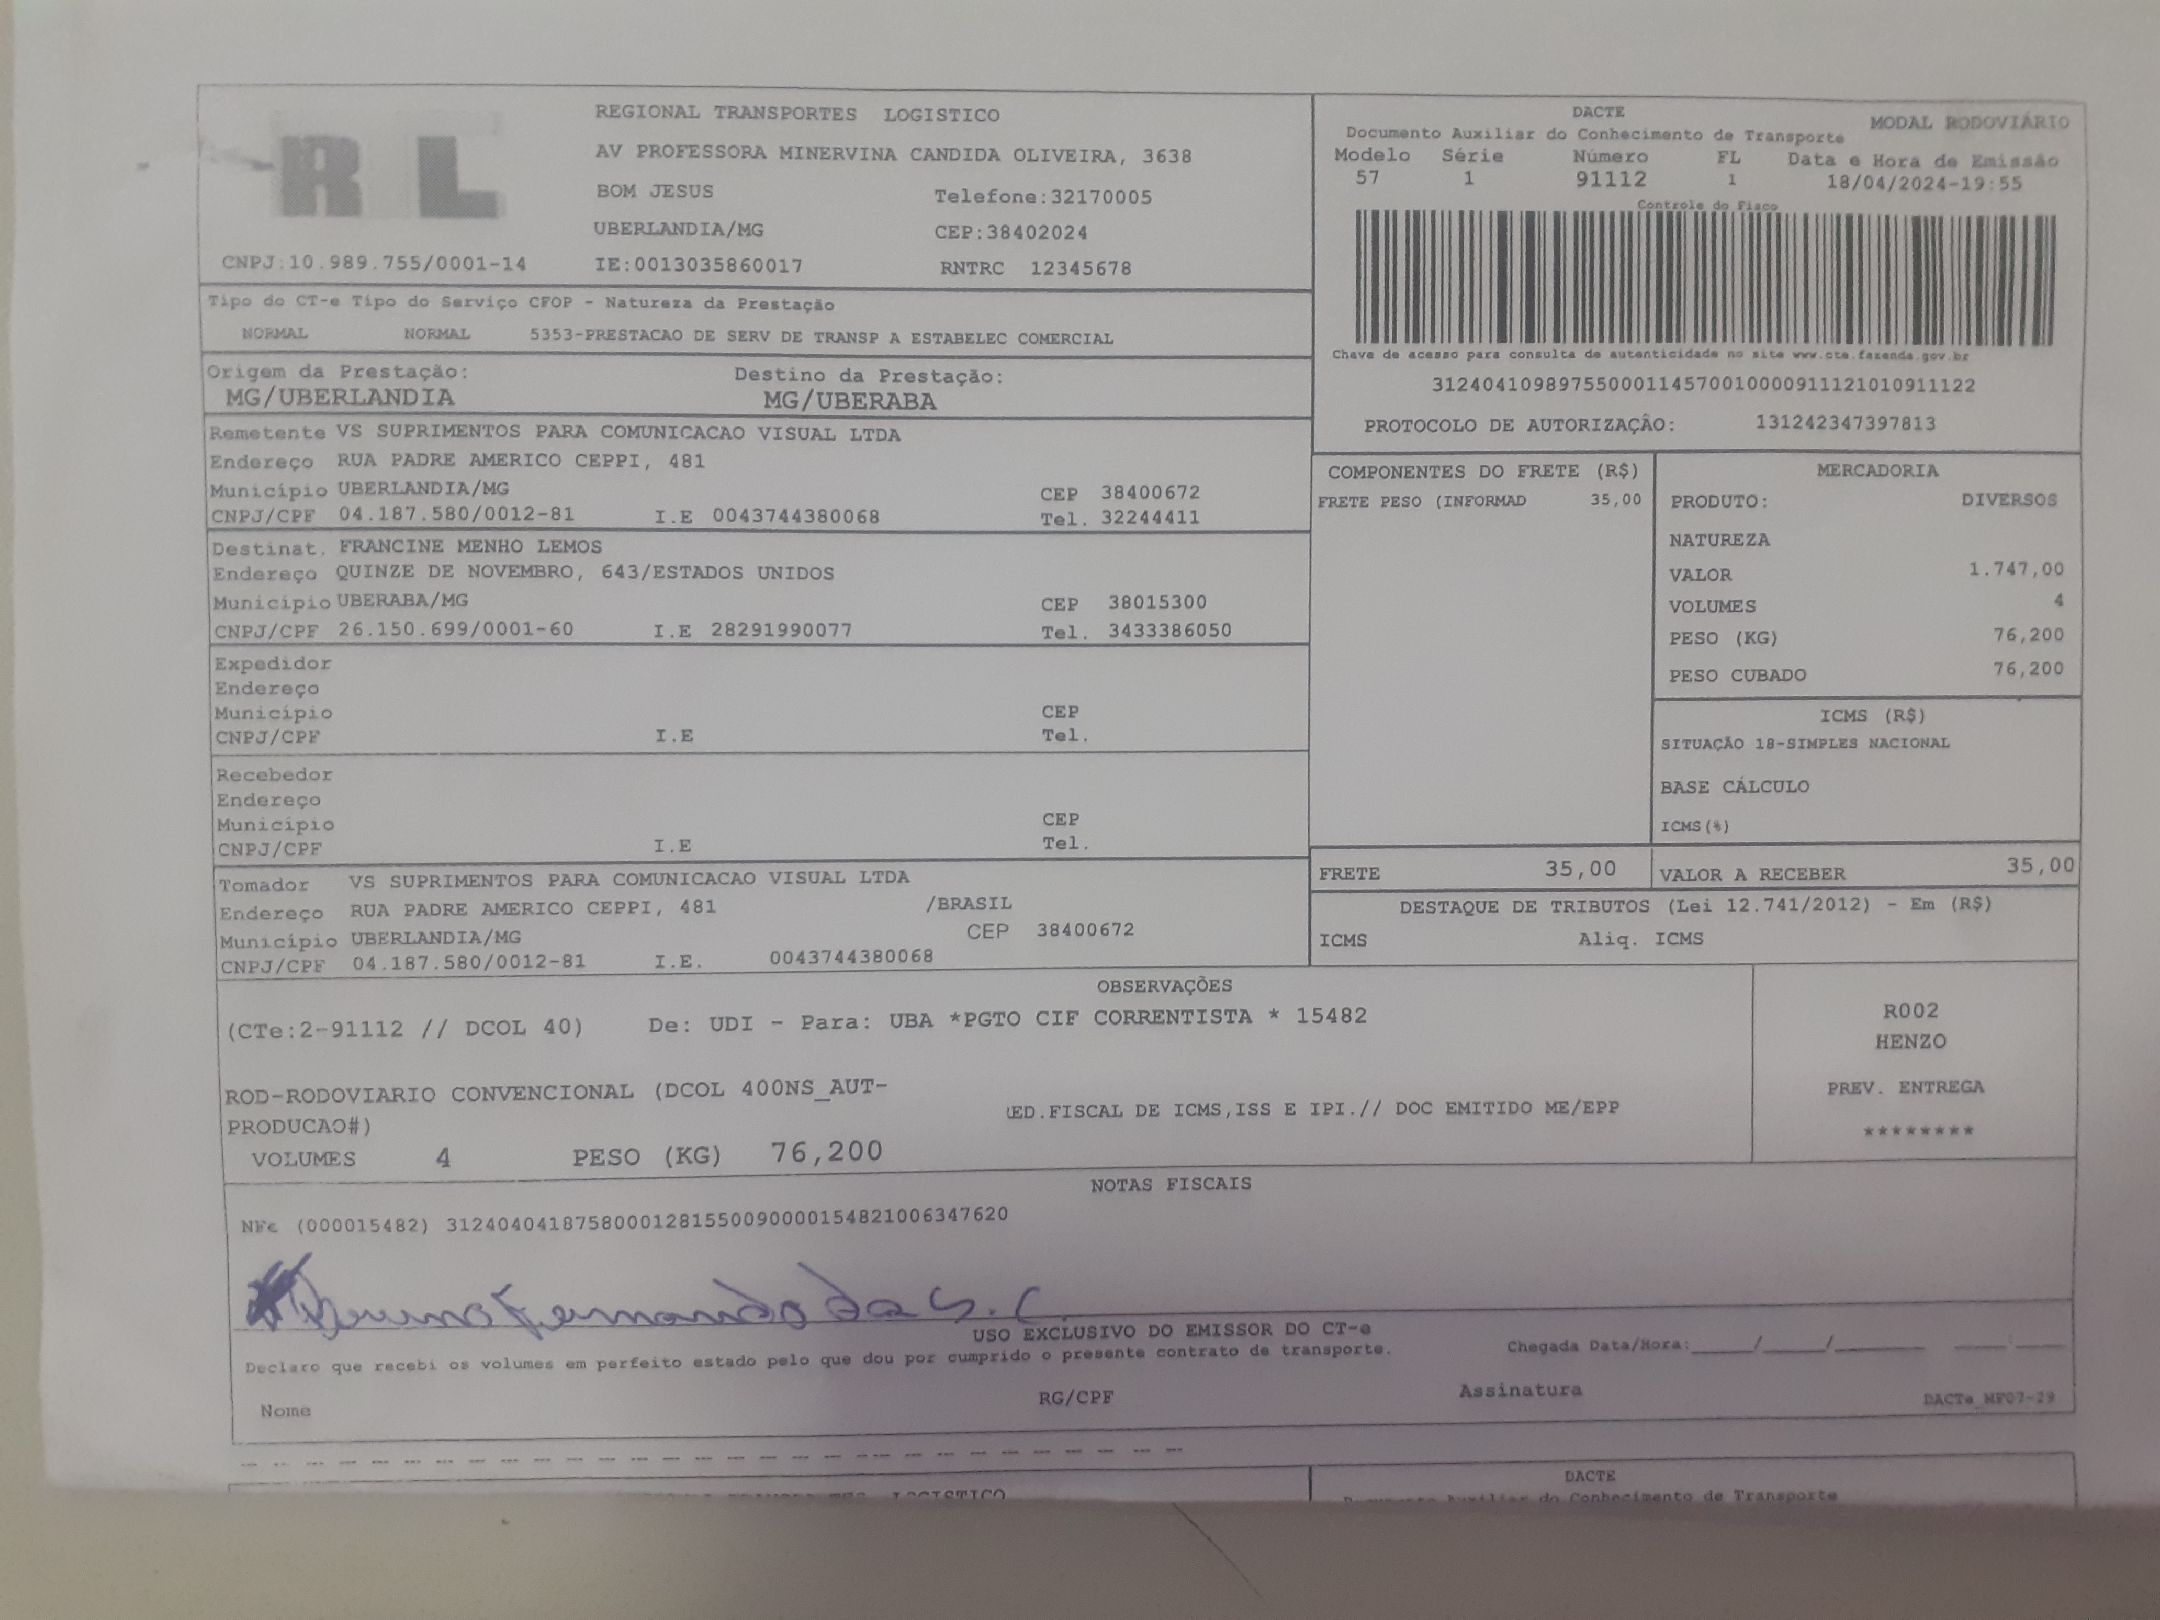 RL
REGIONAL TRANSPORTES LOGISTICO
AV PROFESSORA MINERVINA CANDIDA OLIVEIRA, 3638
BOM JESUS Telefone:32170005
UBERLANDIA/MG CEP:38402024
CNPJ:10.989.755/0001-14 IE:0013035860017 RNTRC 12345678
DACTE MODAL RODOVIÁRIO
Documento Auxiliar do Conhecimento de Transporte
Modelo Série Número FL Data e Hora de Emissão
57 1 91112 1 18/04/2024-19:55
Controle do Fisco
Chave de acesso para consulta de autenticidade no site www.cte.fazenda.gov.br
31240410989755000114570010000911121010911122
PROTOCOLO DE AUTORIZAÇÃO: 131242347397813
Tipo do CT-e Tipo do Serviço CFOP - Natureza da Prestação
NORMAL NORMAL 5353-PRESTACAO DE SERV DE TRANSP A ESTABELEC COMERCIAL
Origem da Prestação: Destino da Prestação:
MG/UBERLANDIA MG/UBERABA
Remetente VS SUPRIMENTOS PARA COMUNICACAO VISUAL LTDA
Endereço RUA PADRE AMERICO CEPPI, 481
Município UBERLANDIA/MG CEP 38400672
CNPJ/CPF 04.187.580/0012-81 I.E 0043744380068 Tel. 32244411
Destinat. FRANCINE MENHO LEMOS
Endereço QUINZE DE NOVEMBRO, 643/ESTADOS UNIDOS
Município UBERABA/MG CEP 38015300
CNPJ/CPF 26.150.699/0001-60 I.E 28291990077 Tel. 3433386050
Expedidor
Endereço
Município CEP
CNPJ/CPF I.E Tel.
Recebedor
Endereço
Município CEP
CNPJ/CPF I.E Tel.
Tomador VS SUPRIMENTOS PARA COMUNICACAO VISUAL LTDA
Endereço RUA PADRE AMERICO CEPPI, 481 /BRASIL
Município UBERLANDIA/MG CEP 38400672
CNPJ/CPF 04.187.580/0012-81 I.E. 0043744380068
COMPONENTES DO FRETE (R$)
FRETE PESO (INFORMAD 35,00
MERCADORIA
PRODUTO: DIVERSOS
NATUREZA
VALOR 1.747,00
VOLUMES 4
PESO (KG) 76,200
PESO CUBADO 76,200
ICMS (R$)
SITUAÇÃO 18-SIMPLES NACIONAL
BASE CÁLCULO
ICMS(%)
FRETE 35,00 VALOR A RECEBER 35,00
DESTAQUE DE TRIBUTOS (Lei 12.741/2012) - Em (R$)
ICMS Aliq. ICMS
OBSERVAÇÕES
(CTe:2-91112 // DCOL 40) De: UDI - Para: UBA *PGTO CIF CORRENTISTA * 15482
ROD-RODOVIARIO CONVENCIONAL (DCOL 400NS_AUT-
PRODUCAO#)
ED.FISCAL DE ICMS,ISS E IPI.// DOC EMITIDO ME/EPP
VOLUMES 4 PESO (KG) 76,200
R002
HENZO
PREV. ENTREGA
********
NOTAS FISCAIS
NFe (000015482) 31240404187580001281550090000154821006347620
Bruno Fernando da S. C.
USO EXCLUSIVO DO EMISSOR DO CT-e
Declaro que recebi os volumes em perfeito estado pelo que dou por cumprido o presente contrato de transporte. Chegada Data/Hora:_____/_____/_______ ____:____
Nome RG/CPF Assinatura DACTe_MF07-29
LOGISTICO
DACTE
Documento Auxiliar do Conhecimento de Transporte